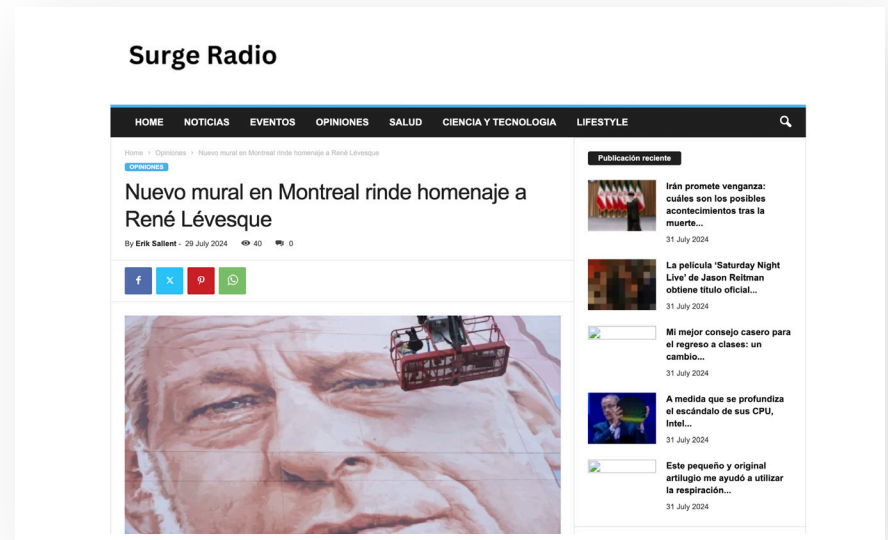 Surge Radio
HOME NOTICIAS EVENTOS OPINIONES SALUD CIENCIA Y TECNOLOGIA LIFESTYLE
Home › Opiniones › Nuevo mural en Montreal rinde homenaje a René Lévesque
OPINIONES
Nuevo mural en Montreal rinde homenaje a
René Lévesque
By Erik Sallent - 29 July 2024 40 0
Publicación reciente
Irán promete venganza:
cuáles son los posibles
acontecimientos tras la
muerte...
31 July 2024
La película ‘Saturday Night
Live’ de Jason Reitman
obtiene título oficial...
31 July 2024
Mi mejor consejo casero para
el regreso a clases: un
cambio...
31 July 2024
A medida que se profundiza
el escándalo de sus CPU,
Intel...
31 July 2024
Este pequeño y original
artilugio me ayudó a utilizar
la respiración...
31 July 2024